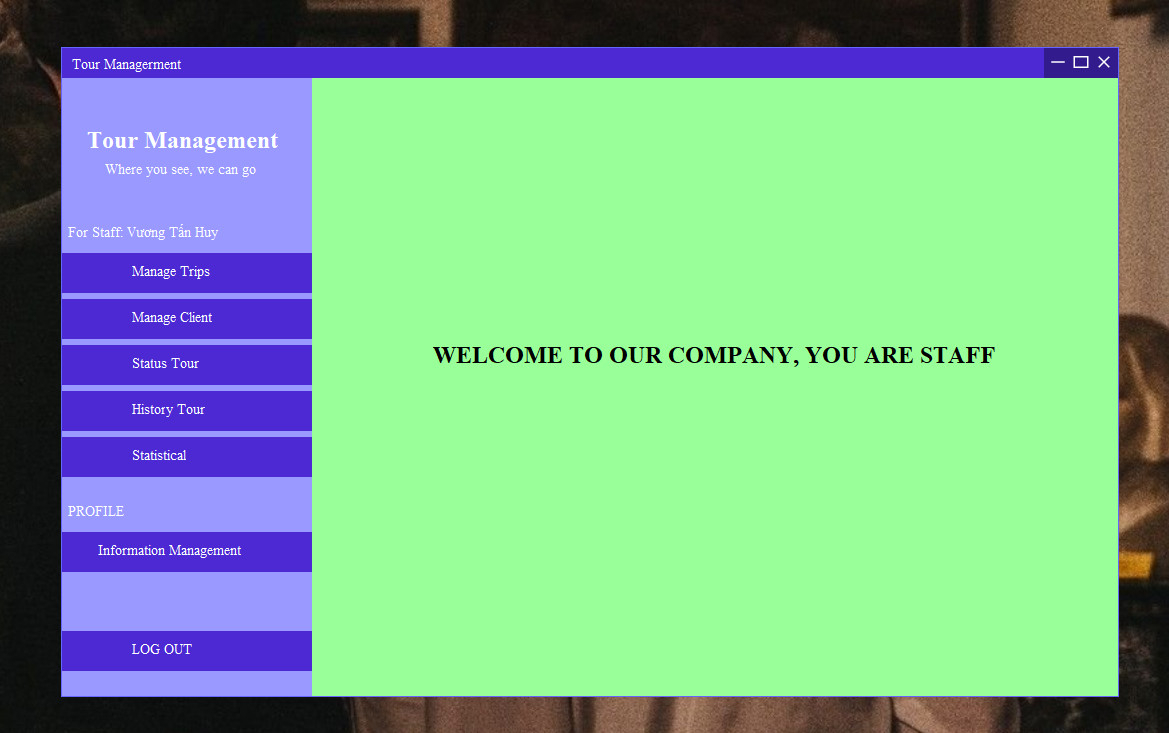 Tour Managerment
Tour Management
Where you see, we can go
For Staff: Vương Tấn Huy
Manage Trips
Manage Client
Status Tour
History Tour
Statistical
PROFILE
Information Management
LOG OUT
WELCOME TO OUR COMPANY, YOU ARE STAFF